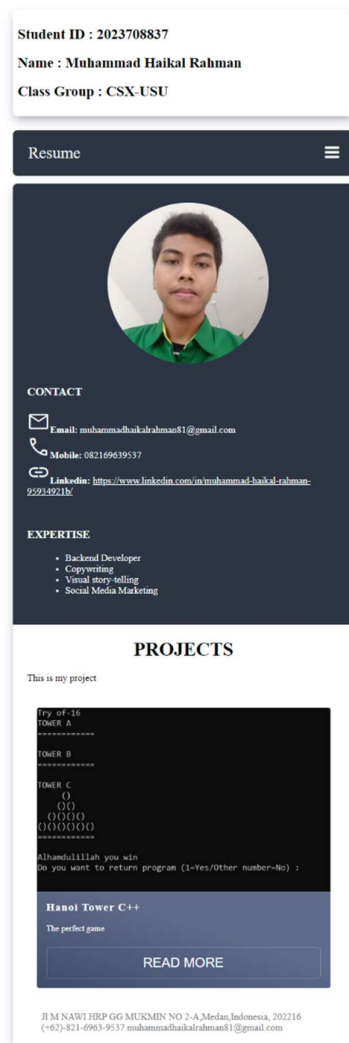 Student ID : 2023708837
Name : Muhammad Haikal Rahman
Class Group : CSX-USU
Resume
CONTACT
Email: muhammadhaikalrahman81@gmail.com
Mobile: 082169639537
Linkedin: https://www.linkedin.com/in/muhammad-haikal-rahman-
95934921b/
EXPERTISE
• Backend Developer
• Copywriting
• Visual story-telling
• Social Media Marketing
PROJECTS
This is my project
Try of-16
TOWER A
============
TOWER B
============
TOWER C
()
()()
()()()()
()()()()()()
============
Alhamdulillah you win
Do you want to return program (1=Yes/Other number=No) :
Hanoi Tower C++
The perfect game
READ MORE
Jl M NAWI HRP GG MUKMIN NO 2-A,Medan,Indonesia, 202216
(+62)-821-6963-9537 muhammadhaikalrahman81@gmail.com